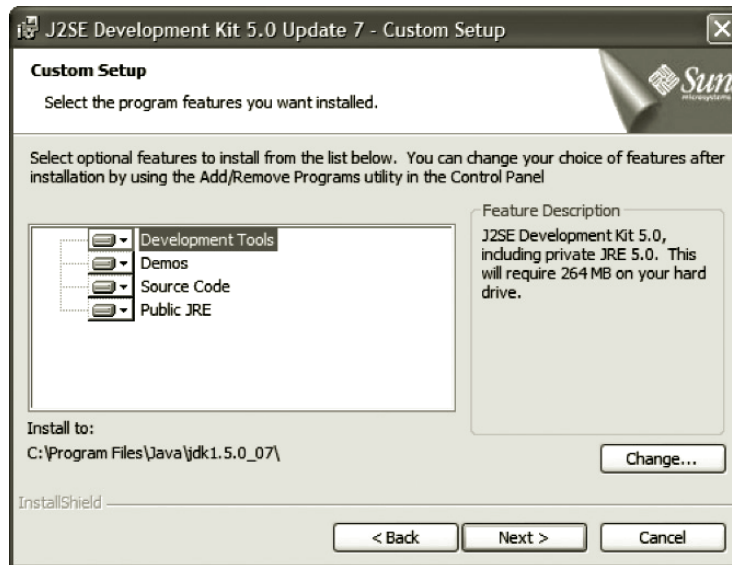 J2SE Development Kit 5.0 Update 7 - Custom Setup
Custom Setup
Select the program features you want installed.
Sun
microsystems
Select optional features to install from the list below. You can change your choice of features after
installation by using the Add/Remove Programs utility in the Control Panel
Development Tools
Demos
Source Code
Public JRE
Feature Description
J2SE Development Kit 5.0,
including private JRE 5.0. This
will require 264 MB on your hard
drive.
Install to:
C:\Program Files\Java\jdk1.5.0_07\
Change...
InstallShield
< Back
Next >
Cancel